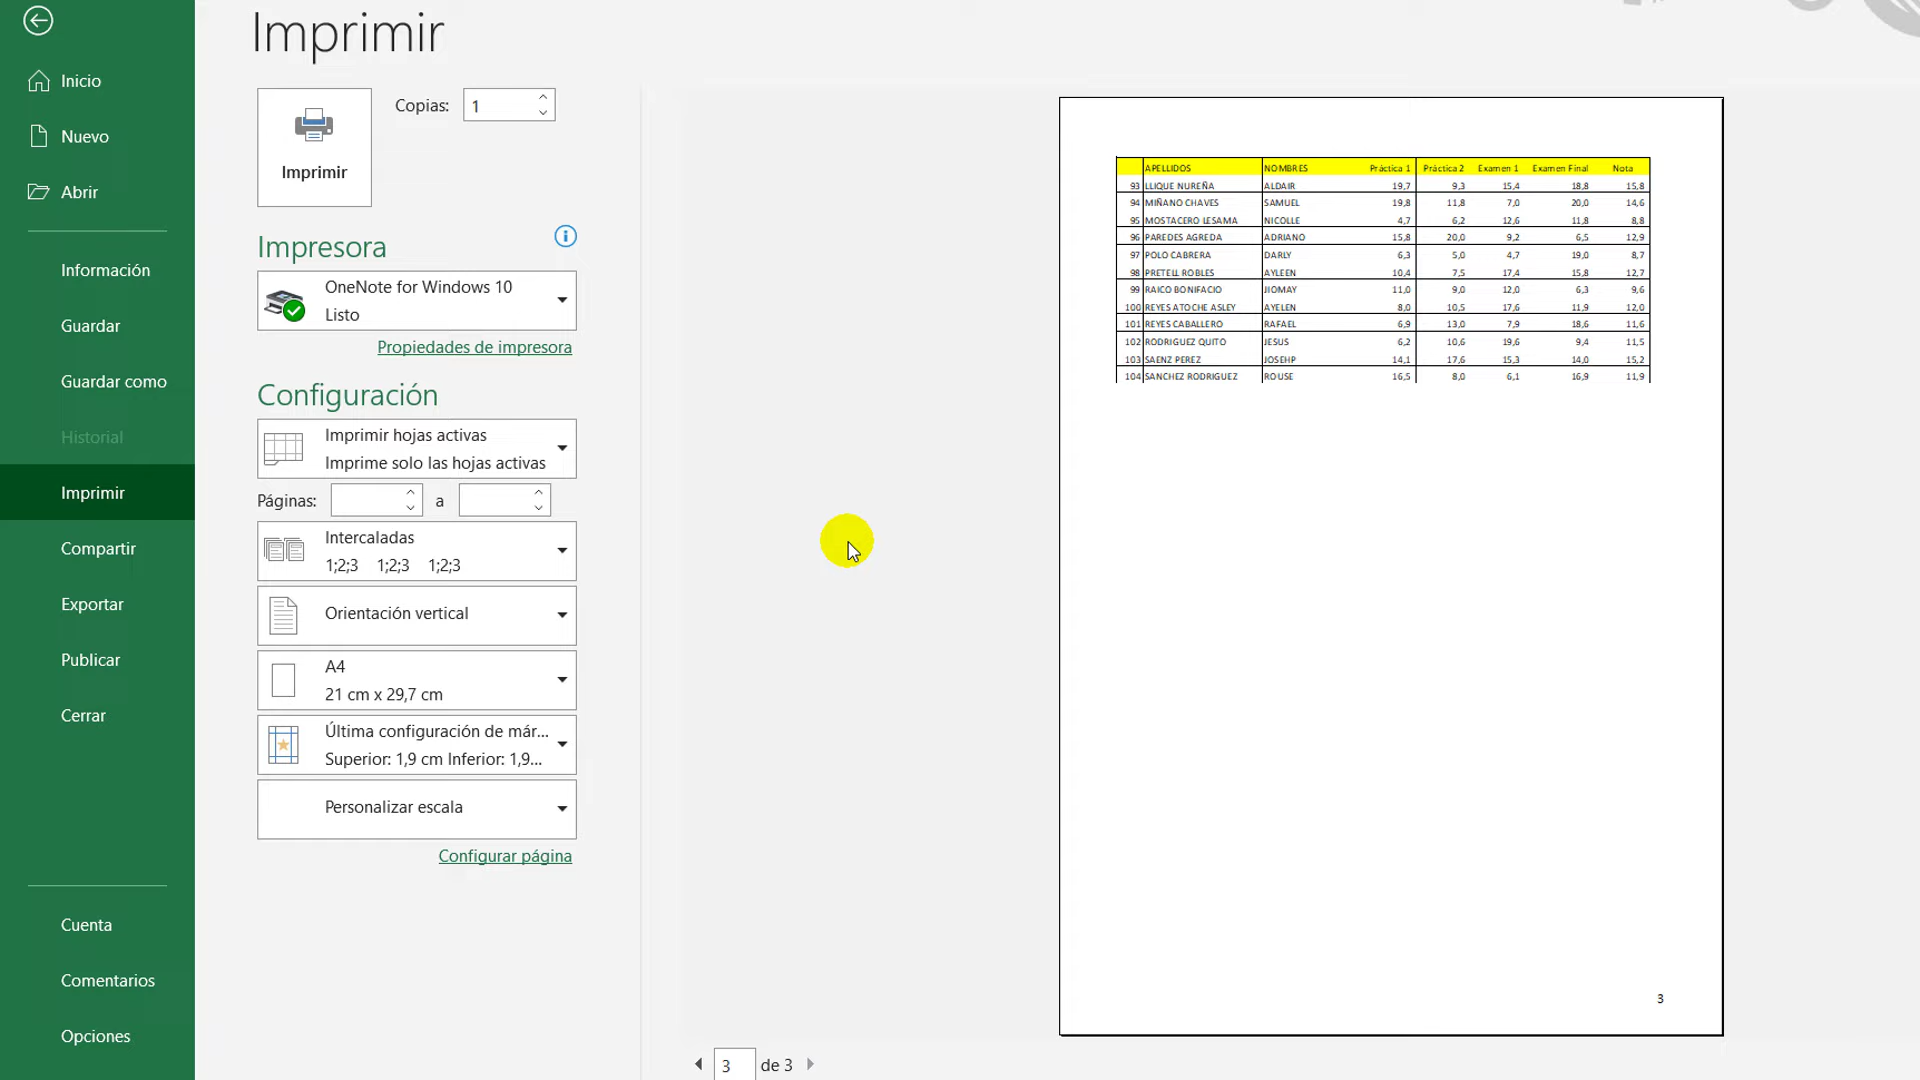 Imprimir
Inicio
Nuevo
Abrir
Información
Guardar
Guardar como
Historial
Imprimir
Compartir
Exportar
Publicar
Cerrar
Cuenta
Comentarios
Opciones
Imprimir
Copias: 1
Impresora
OneNote for Windows 10
Listo
Propiedades de impresora
Configuración
Imprimir hojas activas
Imprime solo las hojas activas
Páginas: a
Intercaladas
1;2;3 1;2;3 1;2;3
Orientación vertical
A4
21 cm x 29,7 cm
Última configuración de már...
Superior: 1,9 cm Inferior: 1,9...
Personalizar escala
Configurar página
APELLIDOS NOMBRES Práctica 1 Práctica 2 Examen 1 Examen Final Nota
93 LLIQUE NUREÑA ALDAIR 19,7 9,3 15,4 18,8 15,8
94 MIÑANO CHAVES SAMUEL 19,8 11,8 7,0 20,0 14,6
95 MOSTACERO LESAMA NICOLLE 4,7 6,2 12,6 11,8 8,8
96 PAREDES AGREDA ADRIANO 15,8 20,0 9,2 6,5 12,9
97 POLO CABRERA DARLY 6,3 5,0 4,7 19,0 8,7
98 PRETELL ROBLES AYLEEN 10,4 7,5 17,4 15,8 12,7
99 RAICO BONIFACIO JIOMAY 11,0 9,0 12,0 6,3 9,6
100 REYES ATOCHE ASLEY AYELEN 8,0 10,5 17,6 11,9 12,0
101 REYES CABALLERO RAFAEL 6,9 13,0 7,9 18,6 11,6
102 RODRIGUEZ QUITO JESUS 6,2 10,6 19,6 9,4 11,5
103 SAENZ PEREZ JOSEHP 14,1 17,6 15,3 14,0 15,2
104 SANCHEZ RODRIGUEZ ROUSE 16,5 8,0 6,1 16,9 11,9
3
3 de 3